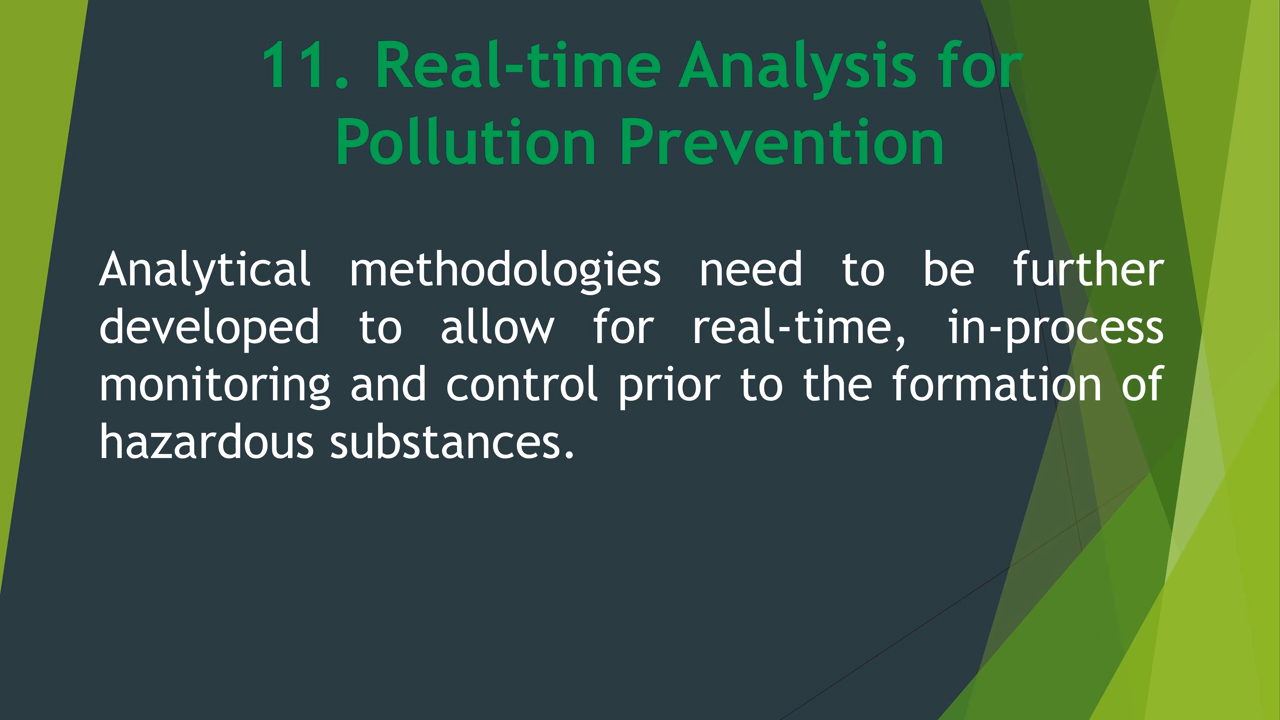 11. Real-time Analysis for
Pollution Prevention
Analytical methodologies need to be further
developed to allow for real-time, in-process
monitoring and control prior to the formation of
hazardous substances.